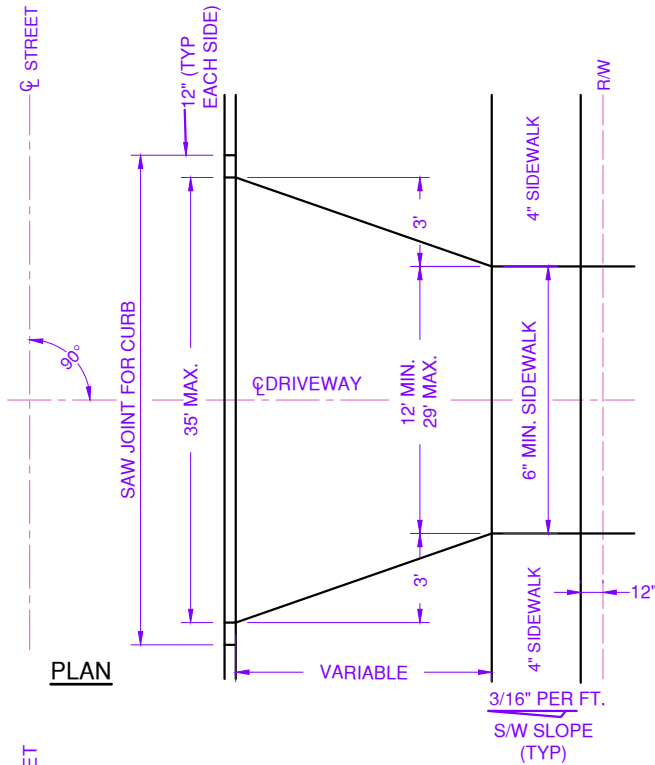 ℄ STREET
12" (TYP
EACH SIDE)
R/W
4" SIDEWALK
3'
90°
SAW JOINT FOR CURB
35' MAX.
℄ DRIVEWAY
12' MIN.
29' MAX.
6" MIN. SIDEWALK
3'
4" SIDEWALK
12"
PLAN
VARIABLE
3/16" PER FT.
S/W SLOPE
(TYP)